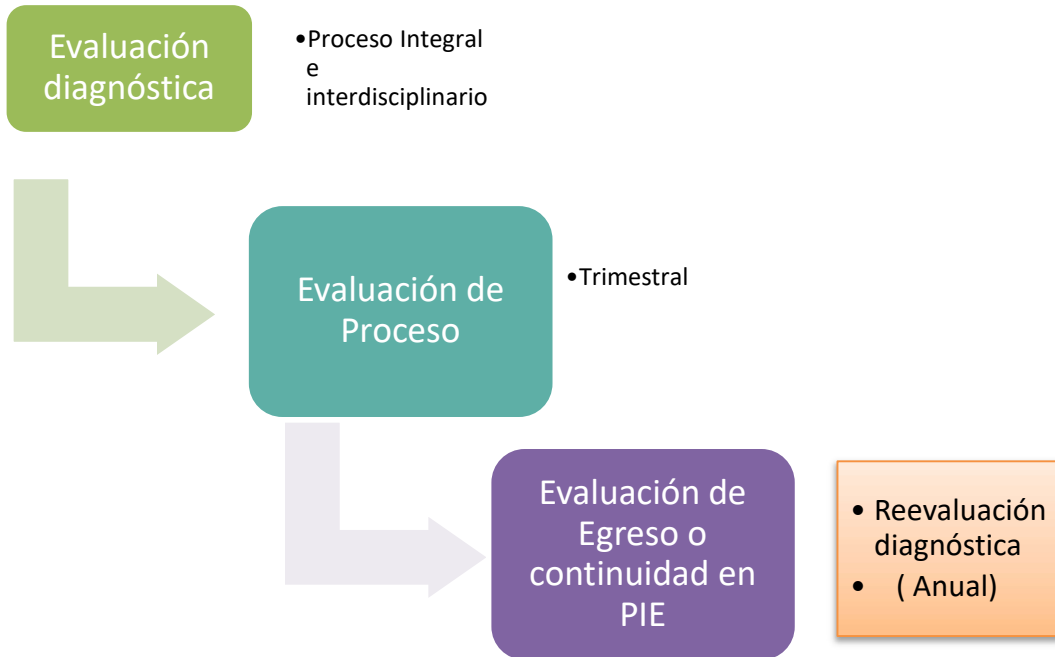 Evaluación
diagnóstica
•Proceso Integral
e
interdisciplinario
Evaluación de
Proceso
•Trimestral
Evaluación de
Egreso o
continuidad en
PIE
• Reevaluación
diagnóstica
• ( Anual)